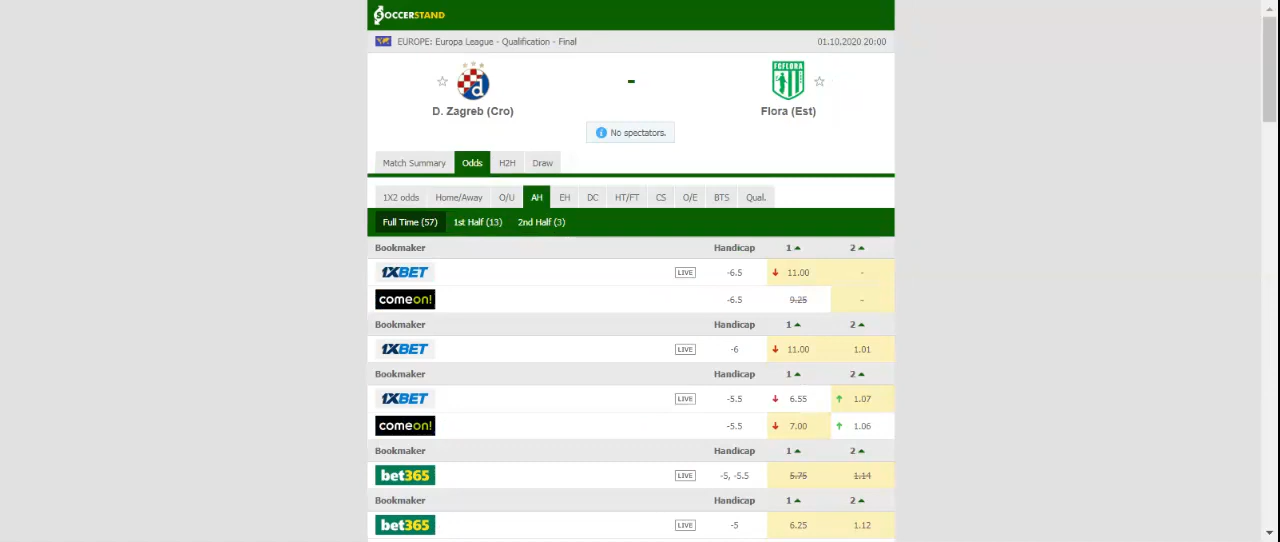 SOCCERSTAND
EUROPE: Europa League - Qualification - Final 01.10.2020 20:00
-
D. Zagreb (Cro) Flora (Est)
FC FLORA
No spectators.
Match Summary Odds H2H Draw
1X2 odds Home/Away O/U AH EH DC HT/FT CS O/E BTS Qual.
Full Time (57) 1st Half (13) 2nd Half (3)
Bookmaker Handicap 1 2
1XBET LIVE -6.5 11.00 -
comeon! -6.5 9.25 -
Bookmaker Handicap 1 2
1XBET LIVE -6 11.00 1.01
Bookmaker Handicap 1 2
1XBET LIVE -5.5 6.55 1.07
comeon! -5.5 7.00 1.06
Bookmaker Handicap 1 2
bet365 LIVE -5, -5.5 5.75 1.14
Bookmaker Handicap 1 2
bet365 LIVE -5 6.25 1.12